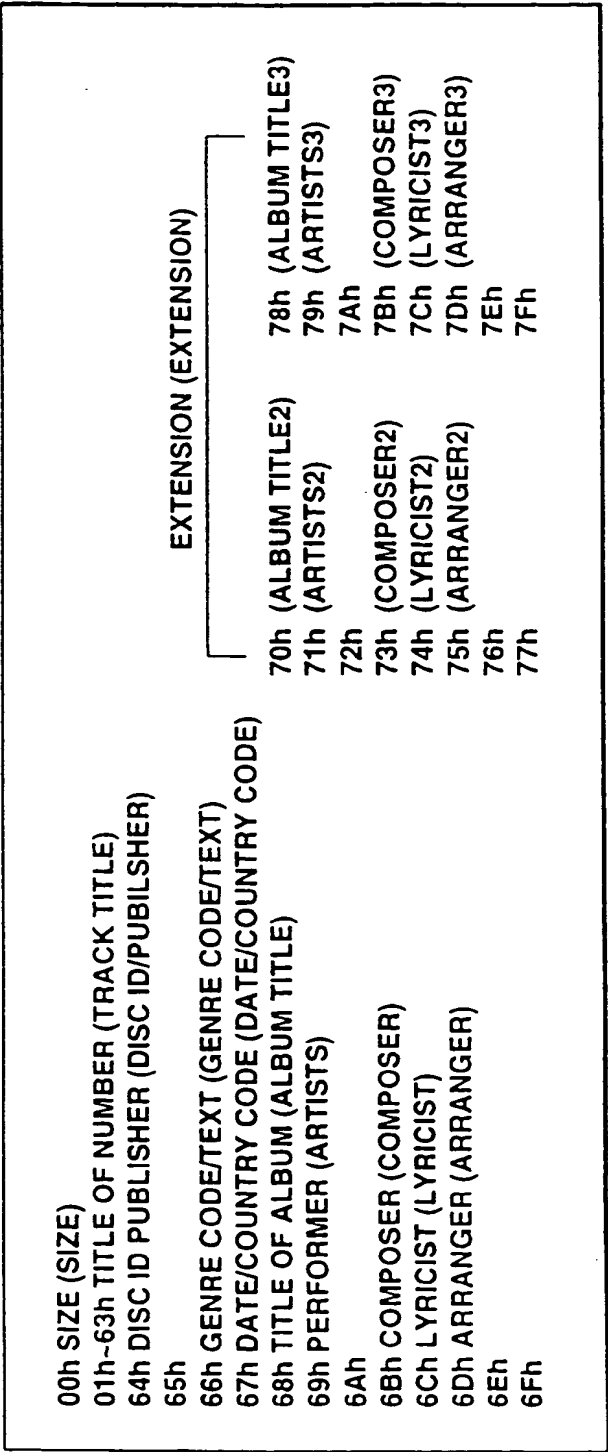 00h SIZE (SIZE)
01h~63h TITLE OF NUMBER (TRACK TITLE)
64h DISC ID PUBLISHER (DISC ID/PUBILSHER)
65h
66h GENRE CODE/TEXT (GENRE CODE/TEXT)
67h DATE/COUNTRY CODE (DATE/COUNTRY CODE)
68h TITLE OF ALBUM (ALBUM TITLE)
69h PERFORMER (ARTISTS)
6Ah
6Bh COMPOSER (COMPOSER)
6Ch LYRICIST (LYRICIST)
6Dh ARRANGER (ARRANGER)
6Eh
6Fh
EXTENSION (EXTENSION)
70h (ALBUM TITLE2)
71h (ARTISTS2)
72h
73h (COMPOSER2)
74h (LYRICIST2)
75h (ARRANGER2)
76h
77h
78h (ALBUM TITLE3)
79h (ARTISTS3)
7Ah
7Bh (COMPOSER3)
7Ch (LYRICIST3)
7Dh (ARRANGER3)
7Eh
7Fh